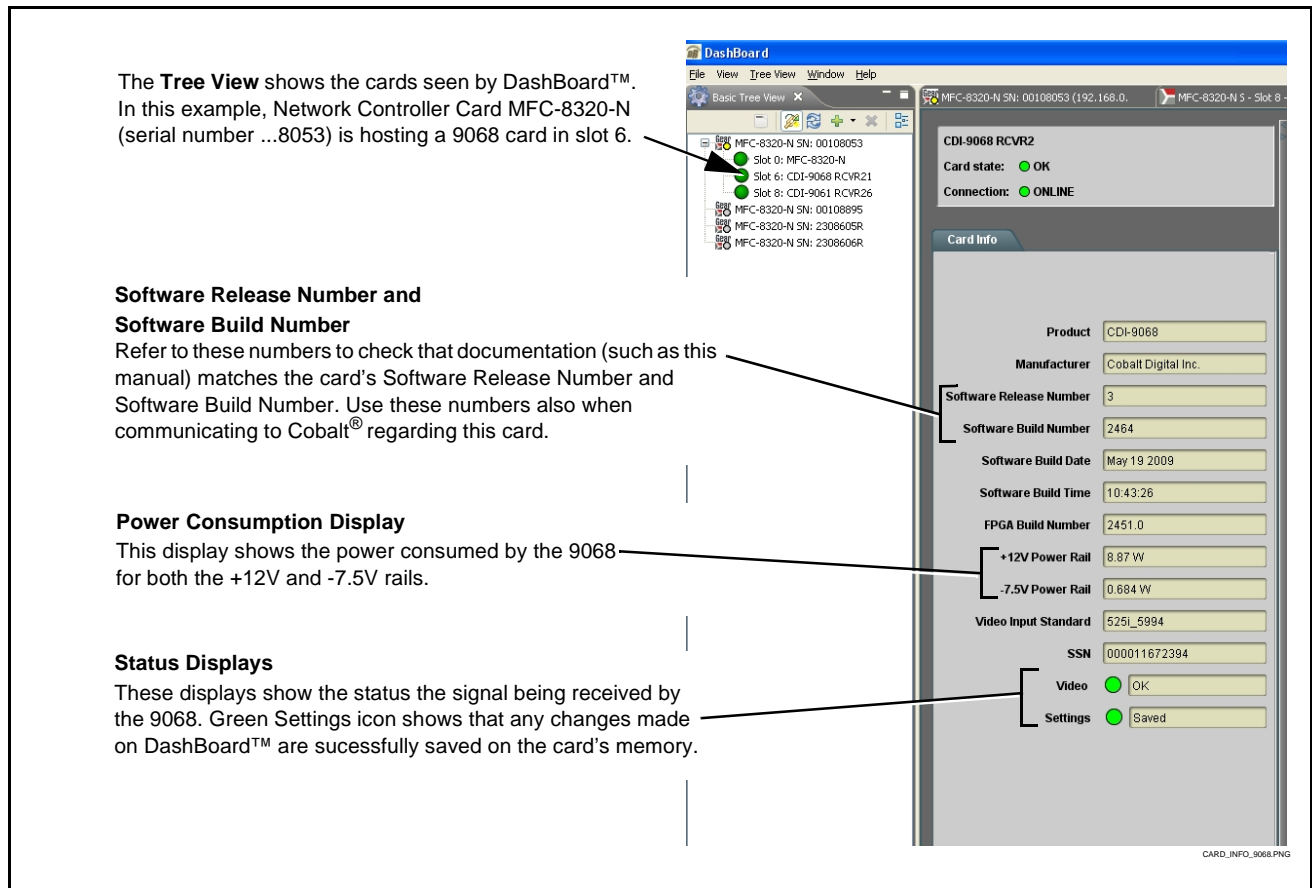 The Tree View shows the cards seen by DashBoard™.
In this example, Network Controller Card MFC-8320-N
(serial number ...8053) is hosting a 9068 card in slot 6.
Software Release Number and
Software Build Number
Refer to these numbers to check that documentation (such as this
manual) matches the card's Software Release Number and
Software Build Number. Use these numbers also when
communicating to Cobalt® regarding this card.
Power Consumption Display
This display shows the power consumed by the 9068
for both the +12V and -7.5V rails.
Status Displays
These displays show the status the signal being received by
the 9068. Green Settings icon shows that any changes made
on DashBoard™ are sucessfully saved on the card's memory.
DashBoard
File View Tree View Window Help
Basic Tree View
MFC-8320-N SN: 00108053
Slot 0: MFC-8320-N
Slot 6: CDI-9068 RCVR21
Slot 8: CDI-9061 RCVR26
MFC-8320-N SN: 00108895
MFC-8320-N SN: 2308605R
MFC-8320-N SN: 2308606R
MFC-8320-N SN: 00108053 (192.168.0.
MFC-8320-N S - Slot 8 -
CDI-9068 RCVR2
Card state: OK
Connection: ONLINE
Card Info
Product CDI-9068
Manufacturer Cobalt Digital Inc.
Software Release Number 3
Software Build Number 2464
Software Build Date May 19 2009
Software Build Time 10:43:26
FPGA Build Number 2451.0
+12V Power Rail 8.87 W
-7.5V Power Rail 0.684 W
Video Input Standard 525i_5994
SSN 000011672394
Video OK
Settings Saved
CARD_INFO_9068.PNG